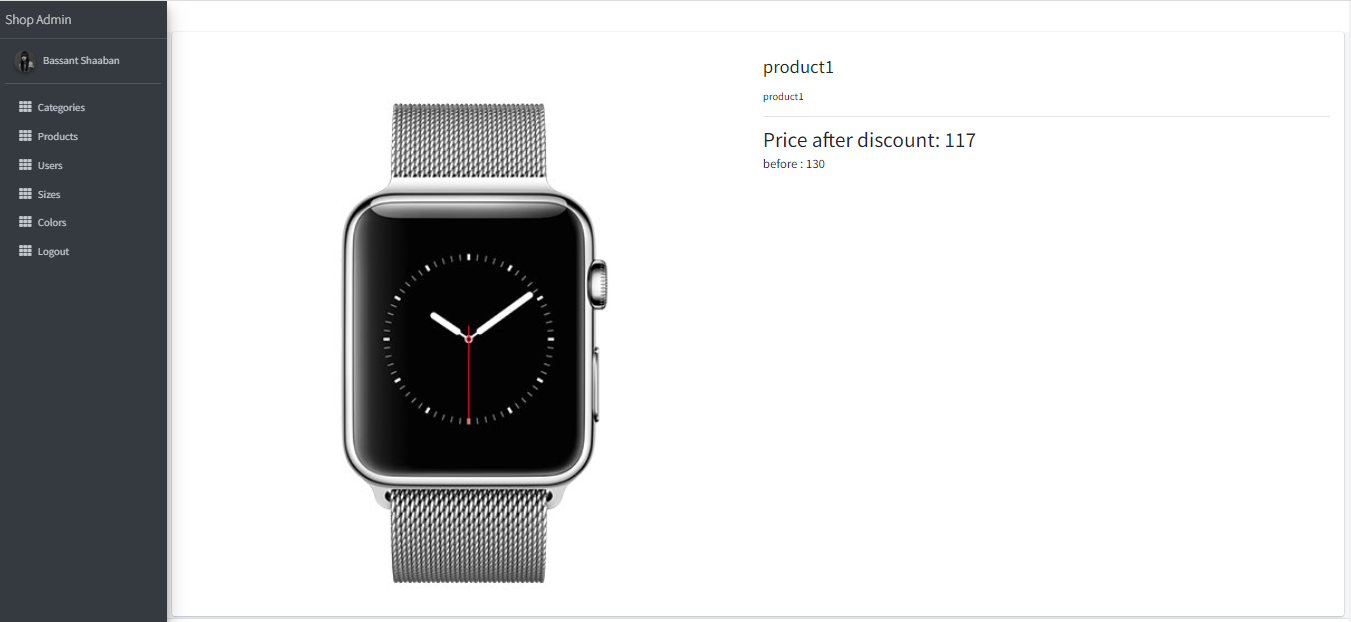 Shop Admin
Bassant Shaaban
Categories
Products
Users
Sizes
Colors
Logout
product1
product1
Price after discount: 117
before : 130